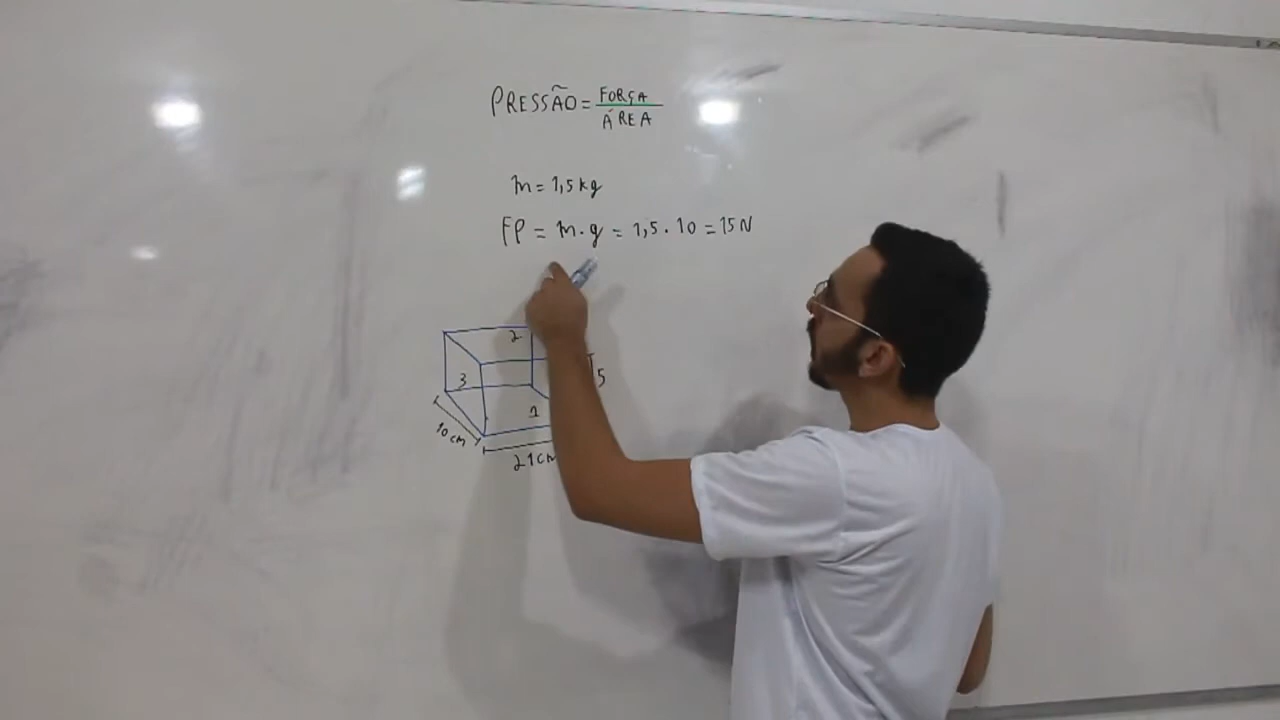 PRESSÃO = FORÇA
ÁREA
m = 1,5 kg
FP = m . g = 1,5 . 10 = 15 N
2
3
5
1
10 cm
21 cm